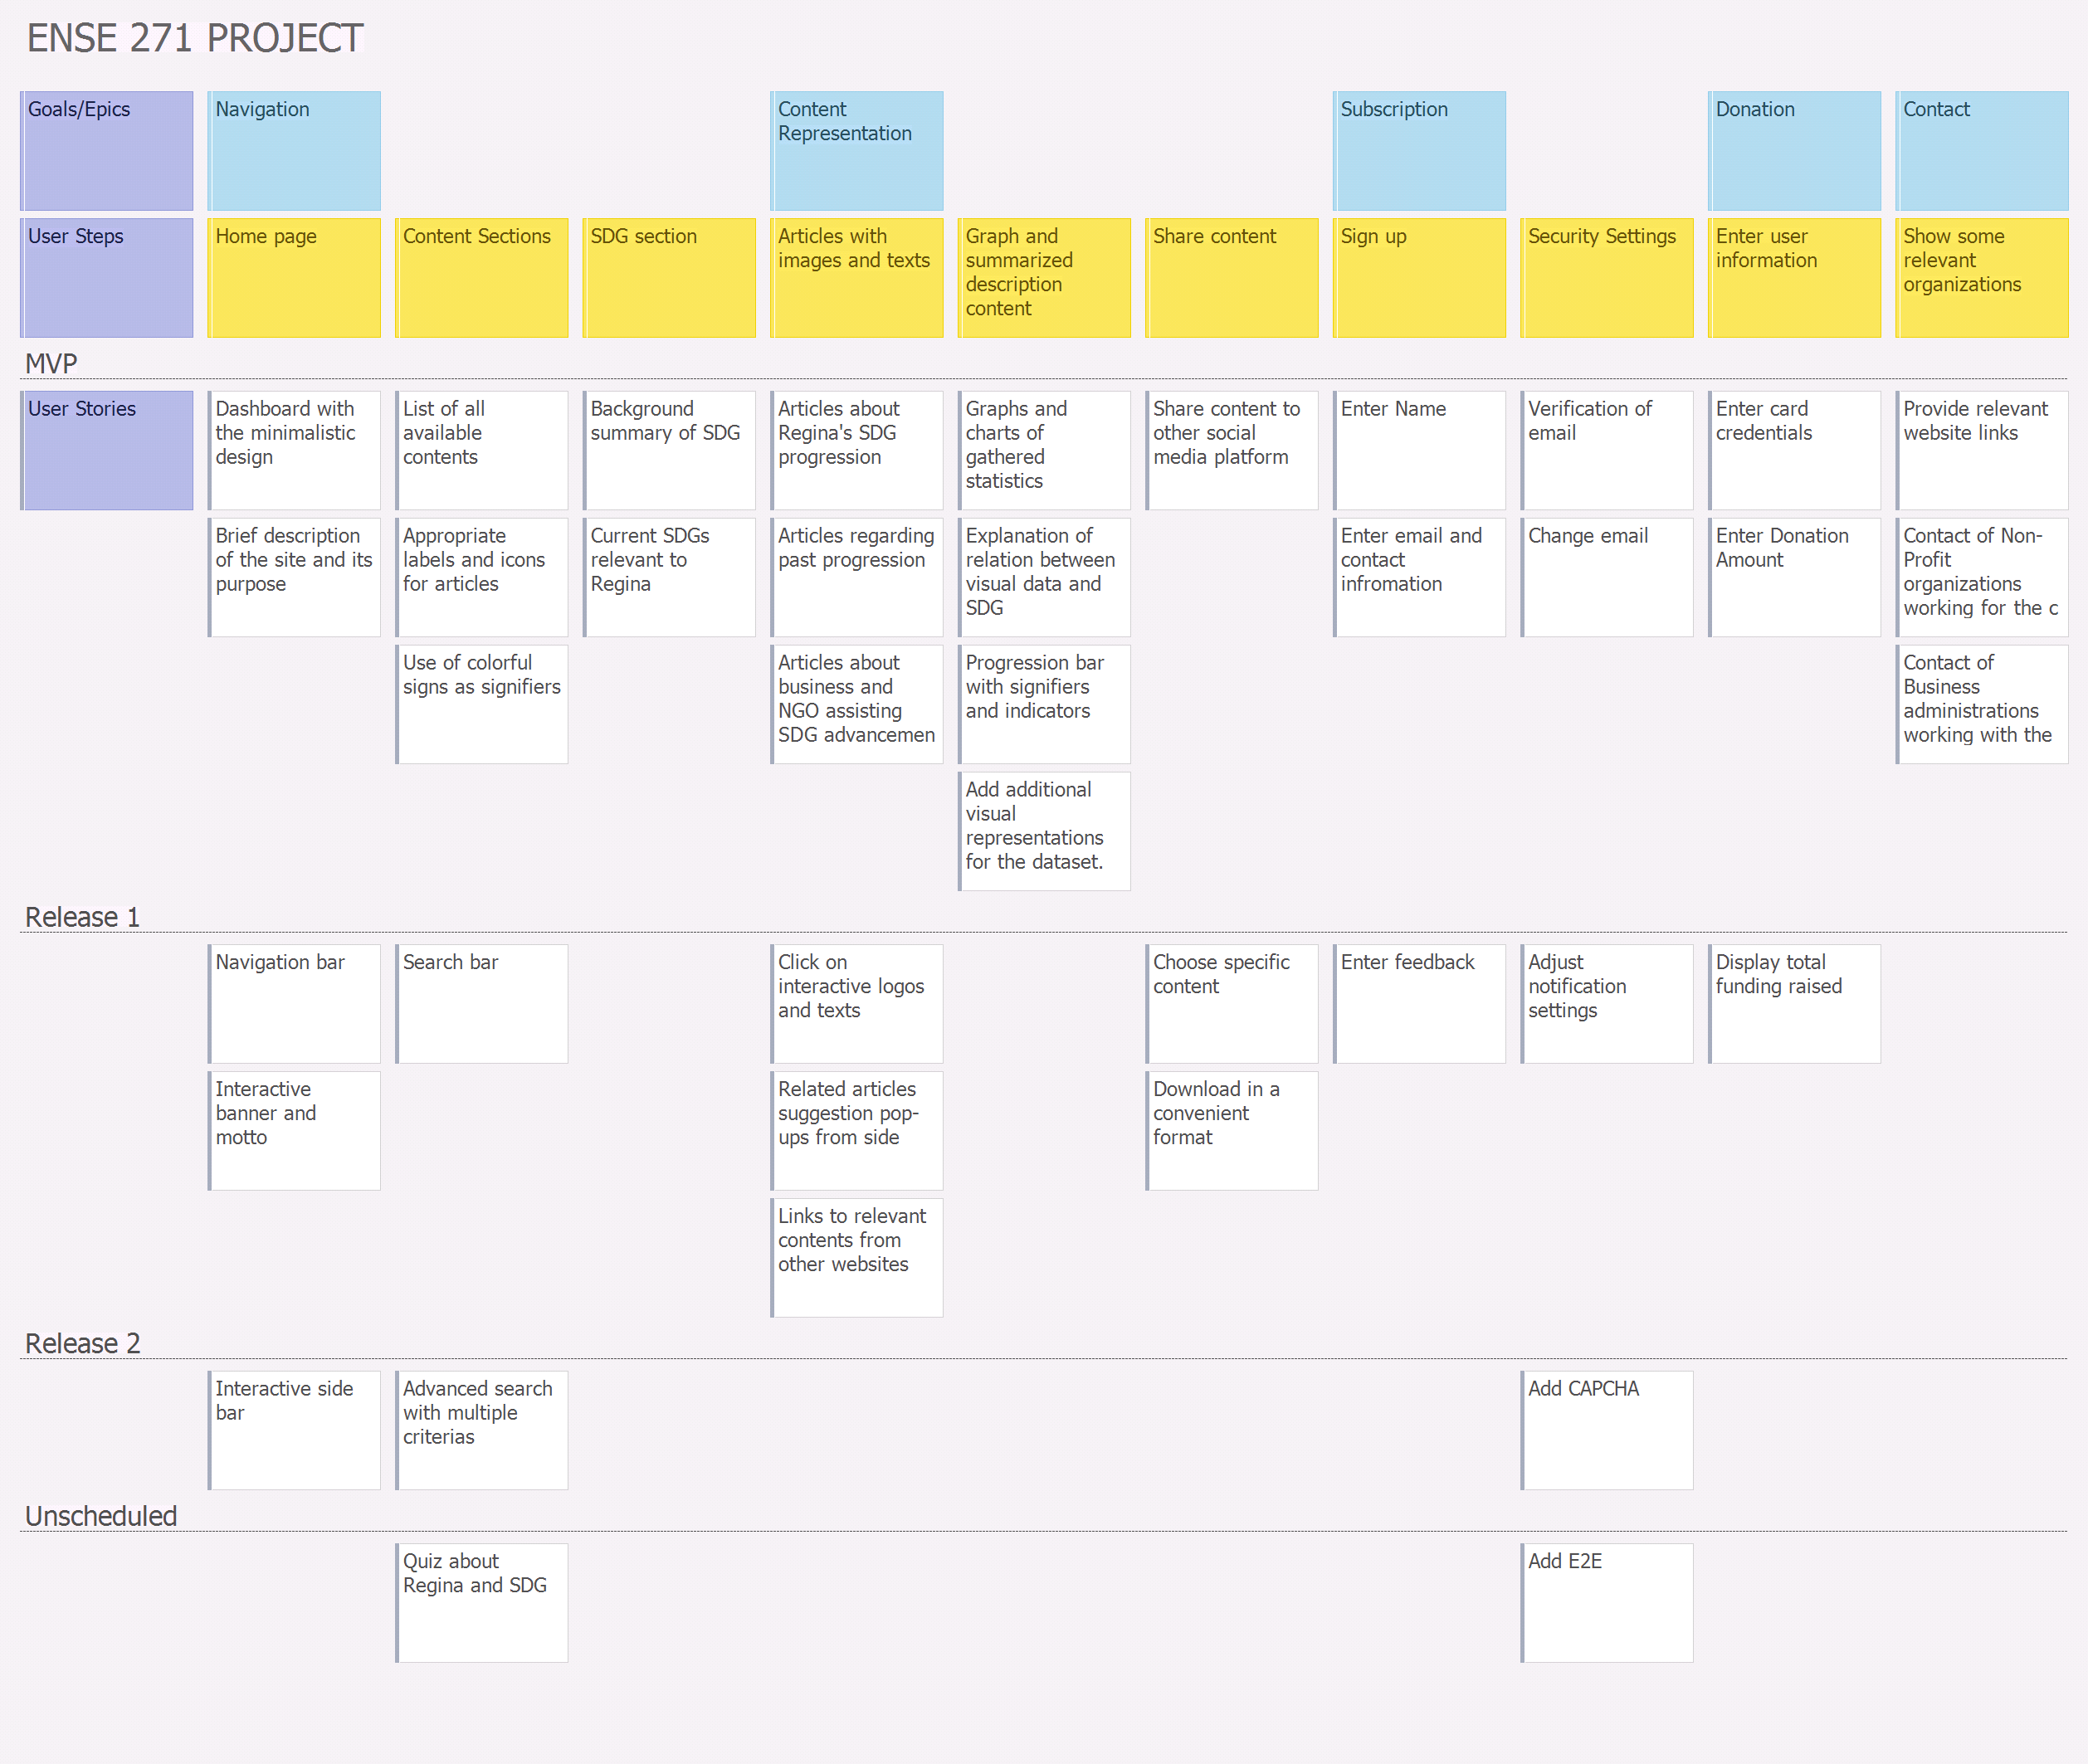 ENSE 271 PROJECT
Goals/Epics
Navigation
Content
Representation
Subscription
Donation
Contact
User Steps
Home page
Content Sections
SDG section
Articles with
images and texts
Graph and
summarized
description
content
Share content
Sign up
Security Settings
Enter user
information
Show some
relevant
organizations
MVP
User Stories
Dashboard with
the minimalistic
design
List of all
available
contents
Background
summary of SDG
Articles about
Regina's SDG
progression
Graphs and
charts of
gathered
statistics
Share content to
other social
media platform
Enter Name
Verification of
email
Enter card
credentials
Provide relevant
website links
Brief description
of the site and its
purpose
Appropriate
labels and icons
for articles
Current SDGs
relevant to
Regina
Articles regarding
past progression
Explanation of
relation between
visual data and
SDG
Enter email and
contact
infromation
Change email
Enter Donation
Amount
Contact of Non-
Profit
organizations
working for the c
Use of colorful
signs as signifiers
Articles about
business and
NGO assisting
SDG advancemen
Progression bar
with signifiers
and indicators
Contact of
Business
administrations
working with the
Add additional
visual
representations
for the dataset.
Release 1
Navigation bar
Search bar
Click on
interactive logos
and texts
Choose specific
content
Enter feedback
Adjust
notification
settings
Display total
funding raised
Interactive
banner and
motto
Related articles
suggestion pop-
ups from side
Download in a
convenient
format
Links to relevant
contents from
other websites
Release 2
Interactive side
bar
Advanced search
with multiple
criterias
Add CAPCHA
Unscheduled
Quiz about
Regina and SDG
Add E2E